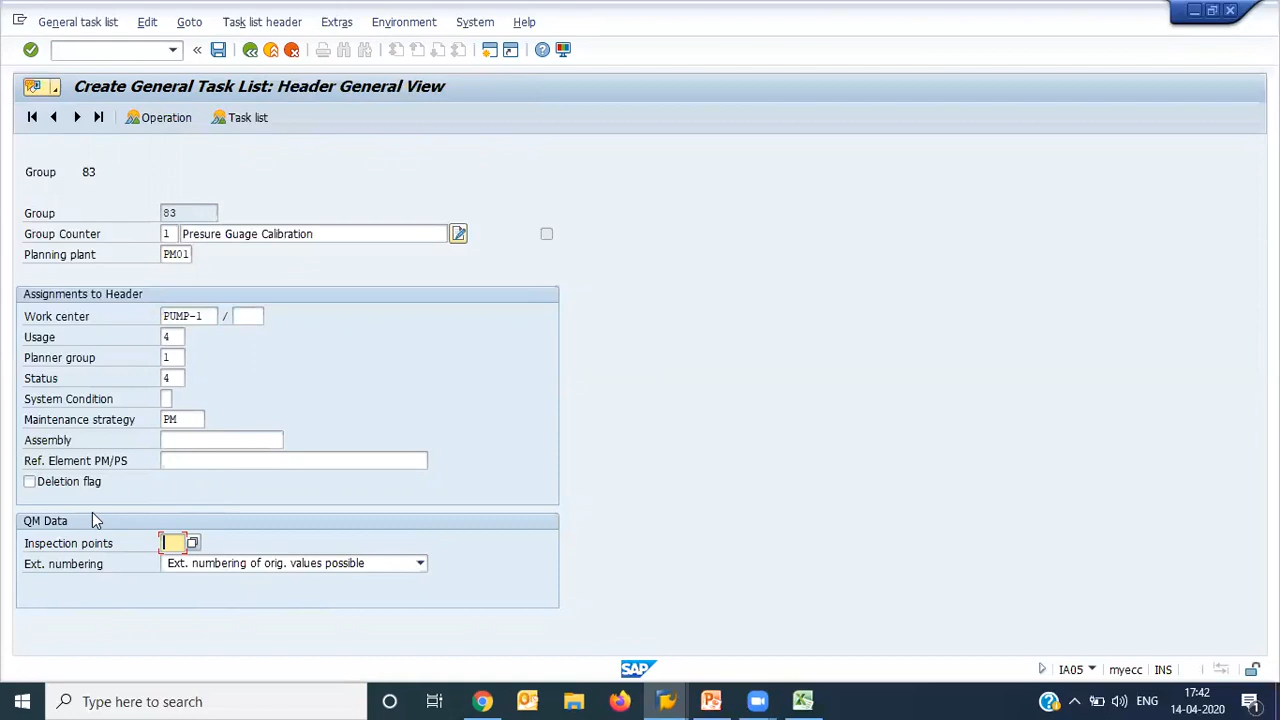 General task list Edit Goto Task list header Extras Environment System Help
Create General Task List: Header General View
Operation Task list
Group 83
Group 83
Group Counter 1 Presure Guage Calibration
Planning plant PM01
Assignments to Header
Work center PUMP-1 /
Usage 4
Planner group 1
Status 4
System Condition
Maintenance strategy PM
Assembly
Ref. Element PM/PS
Deletion flag
QM Data
Inspection points
Ext. numbering Ext. numbering of orig. values possible
SAP IA05 myecc INS
Type here to search ENG 17:42
14-04-2020 1